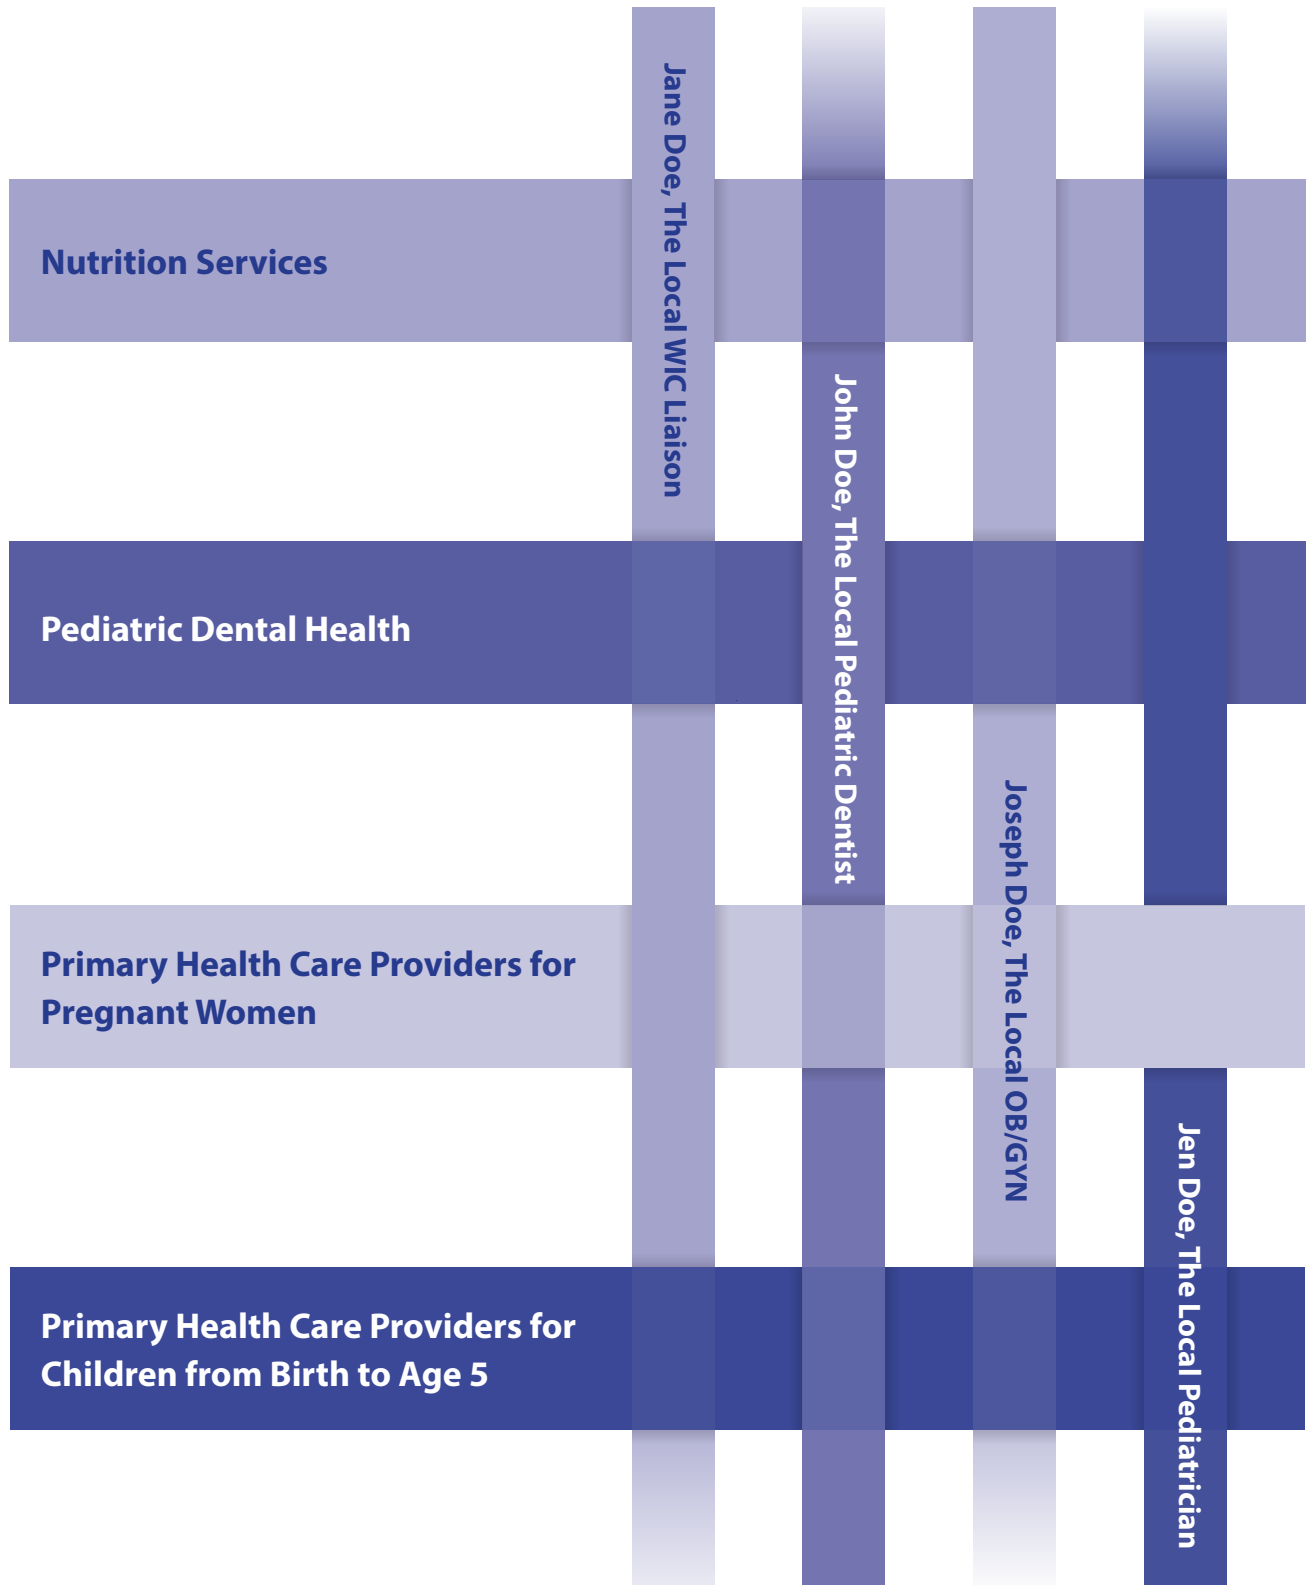 Jane Doe, The Local WIC Liaison
Nutrition Services
John Doe, The Local Pediatric Dentist
Pediatric Dental Health
Joseph Doe, The Local OB/GYN
Primary Health Care Providers for
Pregnant Women
Jen Doe, The Local Pediatrician
Primary Health Care Providers for
Children from Birth to Age 5